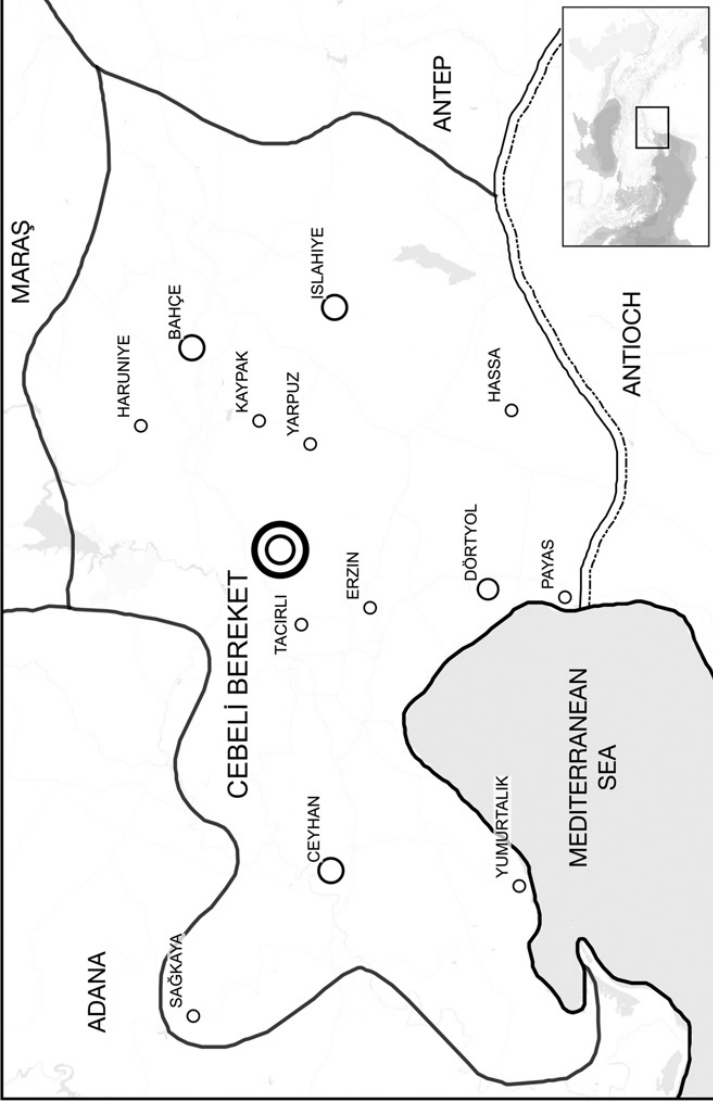 MARAŞ
ADANA
HARUNIYE
BAHÇE
SAĞKAYA
CEBELİ BEREKET
KAYPAK
TACIRLI
YARPUZ
CEYHAN
ISLAHIYE
ERZIN
ANTEP
DÖRTYOL
HASSA
YUMURTALIK
PAYAS
MEDITERRANEAN
SEA
ANTIOCH